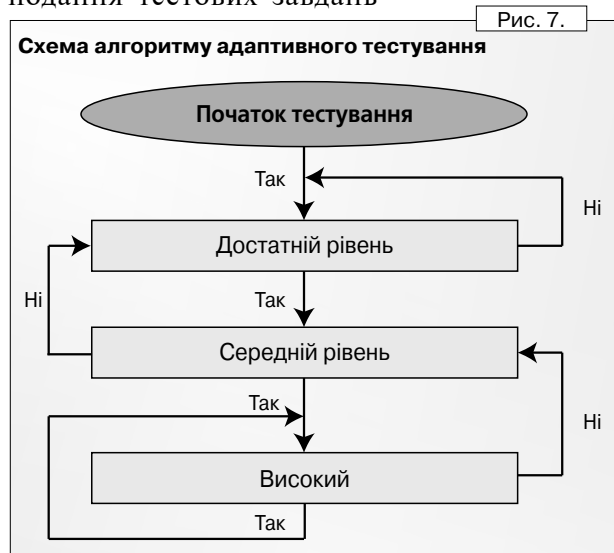 подання тестових завдань
Рис. 7.
Схема алгоритму адаптивного тестування
Початок тестування
Так
Ні
Достатній рівень
Ні
Так
Середній рівень
Так
Ні
Високий
Так